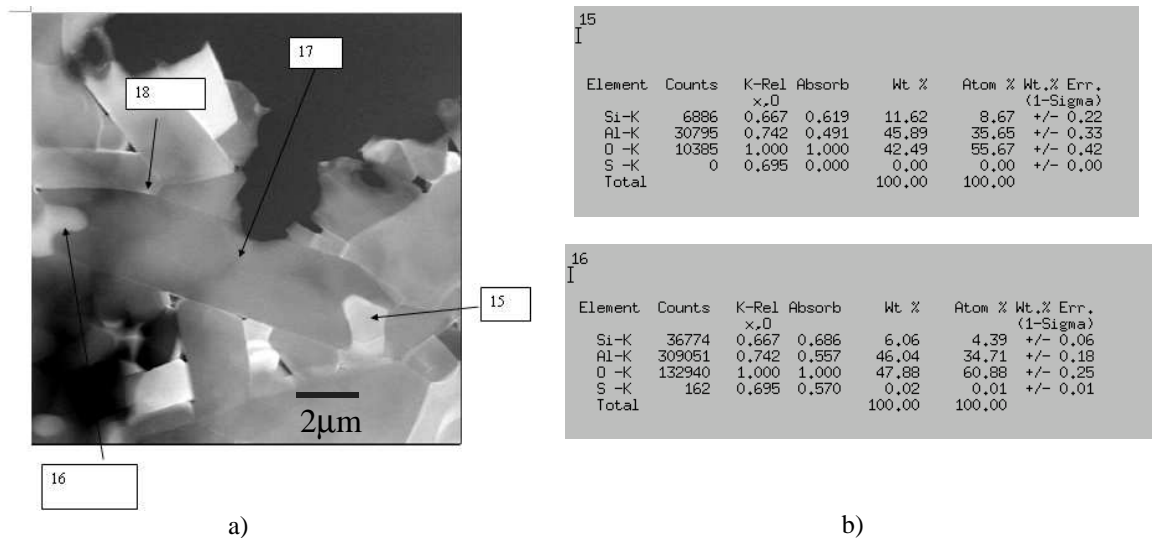 17
18
15
16
2µm
a)
15
Element Counts K-Rel Absorb Wt % Atom % Wt.% Err.
x,O (1-Sigma)
Si-K 6886 0.667 0.619 11.62 8.67 +/- 0.22
Al-K 30795 0.742 0.491 45.89 35.65 +/- 0.33
O -K 10385 1.000 1.000 42.49 55.67 +/- 0.42
S -K 0 0.695 0.000 0.00 0.00 +/- 0.00
Total 100.00 100.00
16
Element Counts K-Rel Absorb Wt % Atom % Wt.% Err.
x,O (1-Sigma)
Si-K 36774 0.667 0.686 6.06 4.39 +/- 0.06
Al-K 309051 0.742 0.557 46.04 34.71 +/- 0.18
O -K 132940 1.000 1.000 47.88 60.88 +/- 0.25
S -K 162 0.695 0.570 0.02 0.01 +/- 0.01
Total 100.00 100.00
b)